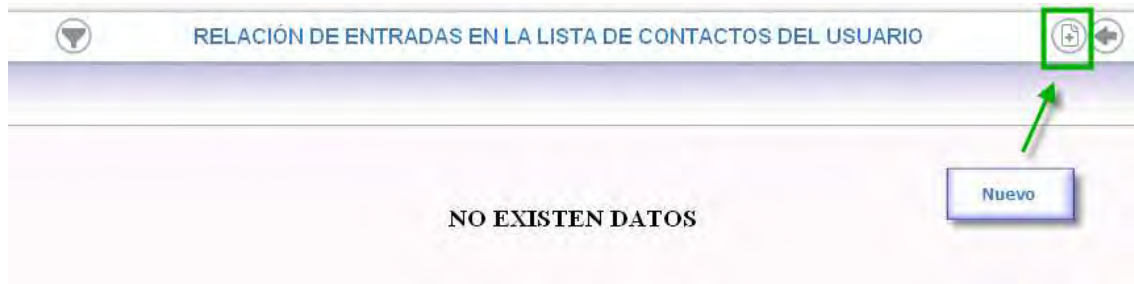 RELACIÓN DE ENTRADAS EN LA LISTA DE CONTACTOS DEL USUARIO
Nuevo
NO EXISTEN DATOS